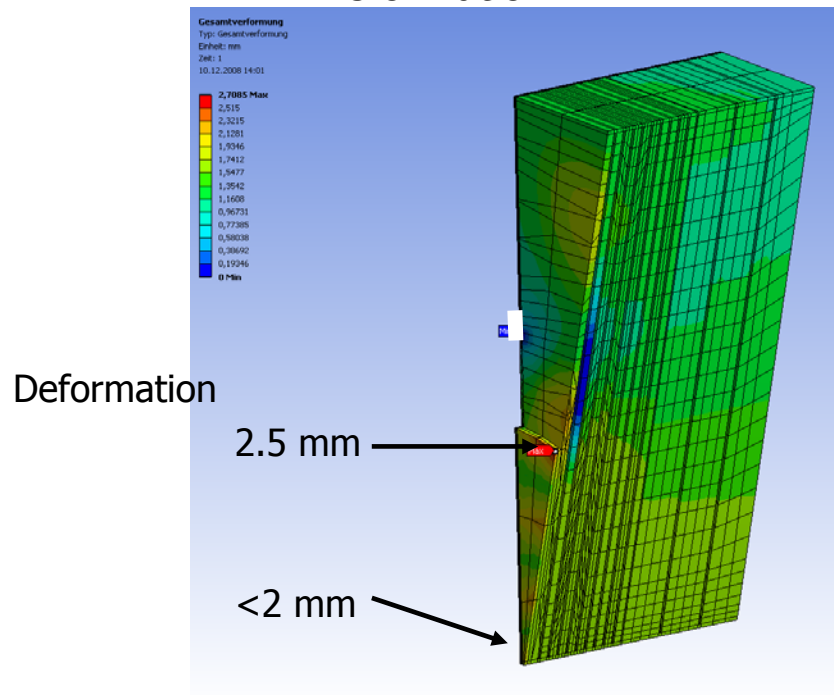 Gesamtverformung
Typ: Gesamtverformung
Einheit: mm
Zeit: 1
10.12.2008 14:01
2,7085 Max
2,515
2,3215
2,1281
1,9346
1,7412
1,5477
1,3542
1,1608
0,96731
0,77385
0,58038
0,38692
0,19346
0 Min
Deformation
2.5 mm
Max
<2 mm